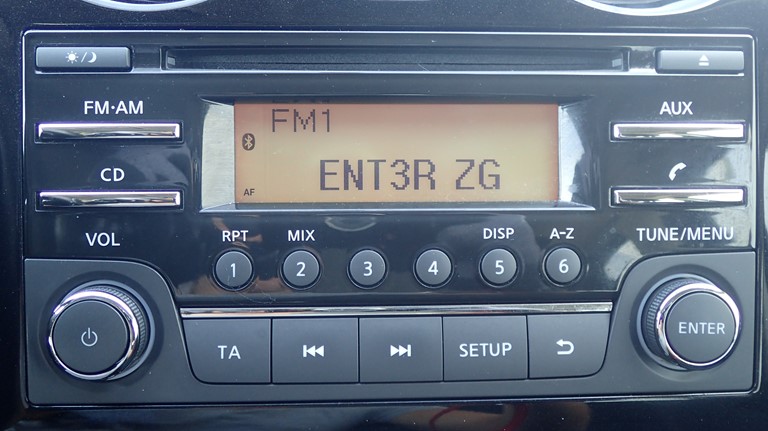 FM•AM
CD
VOL
FM1
AF
ENT3R ZG
AUX
TUNE/MENU
RPT MIX DISP A-Z
1 2 3 4 5 6
TA SETUP
ENTER